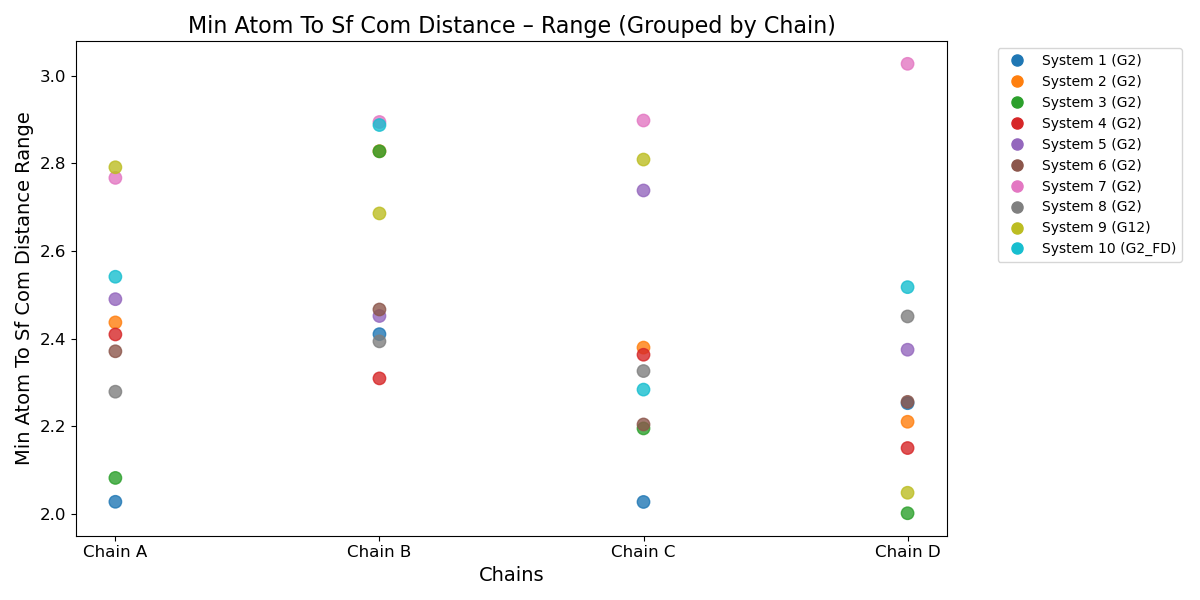 Min Atom To Sf Com Distance – Range (Grouped by Chain)
Min Atom To Sf Com Distance Range
3.0
2.8
2.6
2.4
2.2
2.0
Chain A
Chain B
Chain C
Chain D
Chains
System 1 (G2)
System 2 (G2)
System 3 (G2)
System 4 (G2)
System 5 (G2)
System 6 (G2)
System 7 (G2)
System 8 (G2)
System 9 (G12)
System 10 (G2_FD)